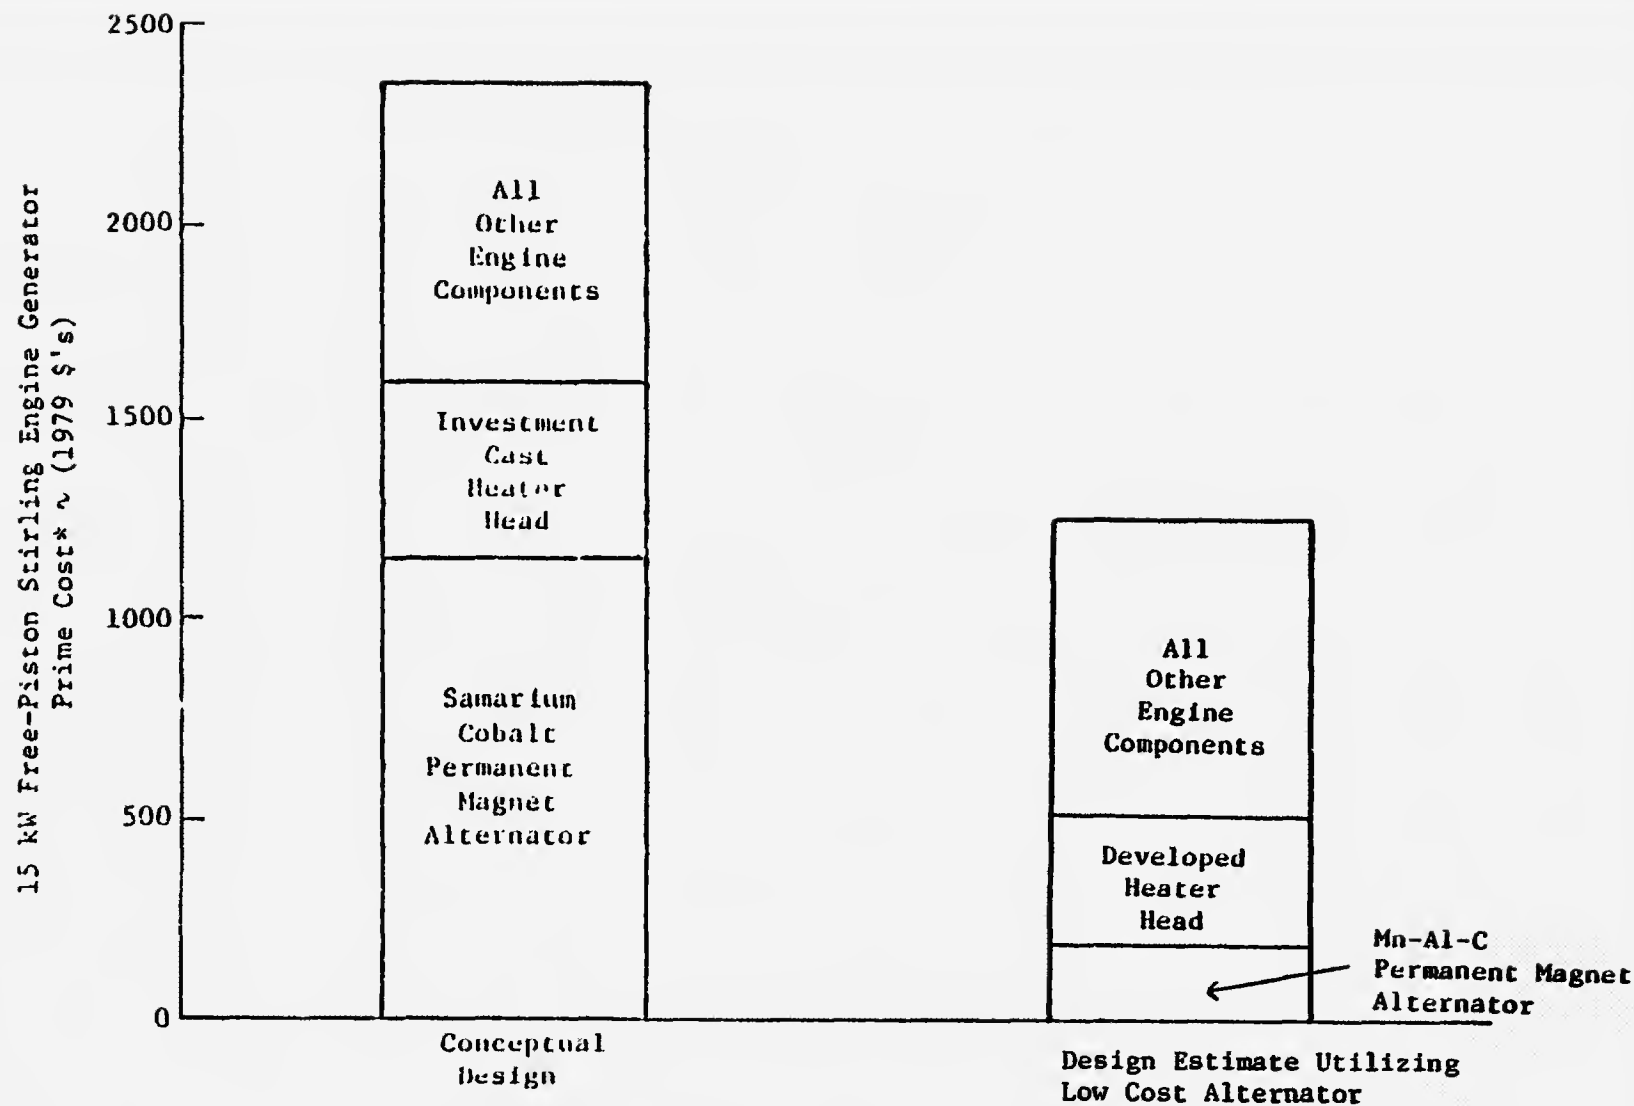 15 kW Free-Piston Stirling Engine Generator
Prime Cost* ~ (1979 $'s)
2500
2000
1500
1000
500
0
All
Other
Engine
Components
Investment
Cast
Heater
Head
Samarium
Cobalt
Permanent
Magnet
Alternator
Conceptual
Design
All
Other
Engine
Components
Developed
Heater
Head
Mn-Al-C
Permanent Magnet
Alternator
Design Estimate Utilizing
Low Cost Alternator